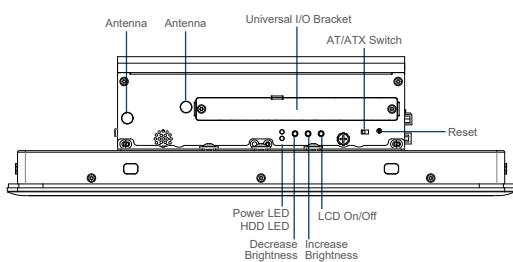 Antenna
Antenna
Universal I/O Bracket
AT/ATX Switch
Reset
Power LED
HDD LED
LCD On/Off
Decrease
Brightness
Increase
Brightness